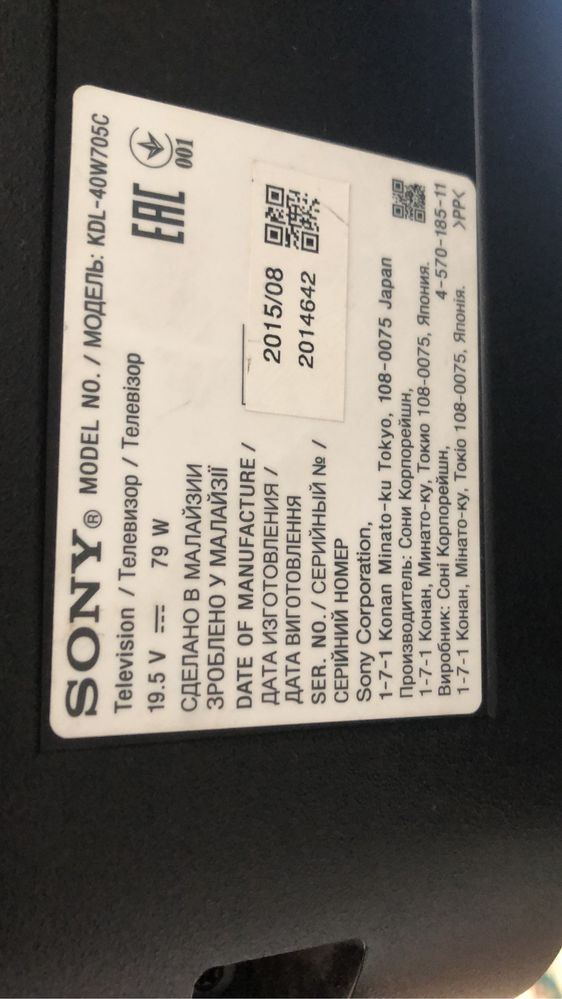 SONY® MODEL NO. / МОДЕЛЬ: KDL-40W705C
Television / Телевизор / Телевізор
19.5 V ⎓ 79 W
EAC
001
СДЕЛАНО В МАЛАЙЗИИ
ЗРОБЛЕНО У МАЛАЙЗІЇ
DATE OF MANUFACTURE /
ДАТА ИЗГОТОВЛЕНИЯ /
ДАТА ВИГОТОВЛЕННЯ
2015/08
SER. NO. / СЕРИЙНЫЙ № /
СЕРІЙНИЙ НОМЕР
2014642
Sony Corporation,
1-7-1 Konan Minato-ku Tokyo, 108-0075 Japan
Производитель: Сони Корпорейшн,
1-7-1 Конан, Минато-ку, Токио 108-0075, Япония.
Виробник: Соні Корпорейшн,
1-7-1 Конан, Мінато-ку, Токіо 108-0075, Японія.
4-570-185-11
>PP<